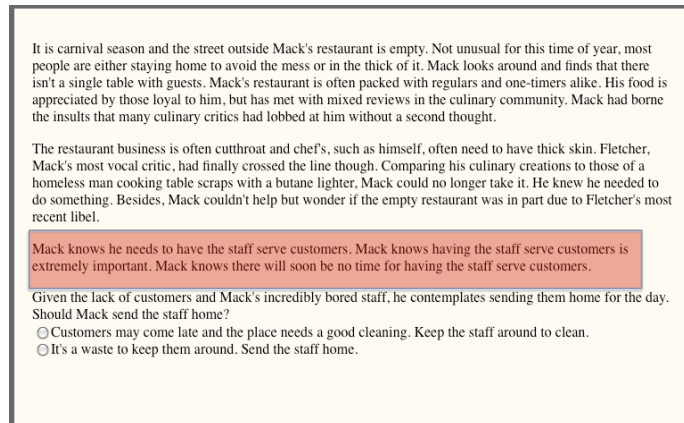 It is carnival season and the street outside Mack's restaurant is empty. Not unusual for this time of year, most
people are either staying home to avoid the mess or in the thick of it. Mack looks around and finds that there
isn't a single table with guests. Mack's restaurant is often packed with regulars and one-timers alike. His food is
appreciated by those loyal to him, but has met with mixed reviews in the culinary community. Mack had borne
the insults that many culinary critics had lobbed at him without a second thought.
The restaurant business is often cutthroat and chef's, such as himself, often need to have thick skin. Fletcher,
Mack's most vocal critic, had finally crossed the line though. Comparing his culinary creations to those of a
homeless man cooking table scraps with a butane lighter, Mack could no longer take it. He knew he needed to
do something. Besides, Mack couldn't help but wonder if the empty restaurant was in part due to Fletcher's most
recent libel.
Mack knows he needs to have the staff serve customers. Mack knows having the staff serve customers is
extremely important. Mack knows there will soon be no time for having the staff serve customers.
Given the lack of customers and Mack's incredibly bored staff, he contemplates sending them home for the day.
Should Mack send the staff home?
Customers may come late and the place needs a good cleaning. Keep the staff around to clean.
It's a waste to keep them around. Send the staff home.